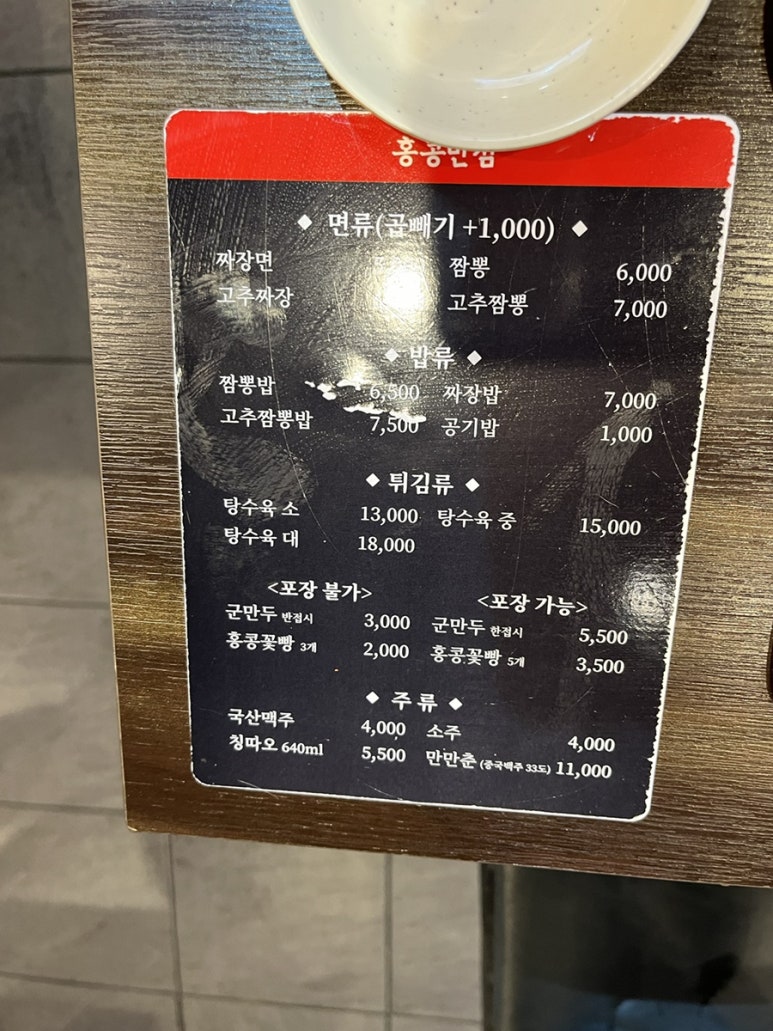 홍콩반점
◆ 면류(곱빼기 +1,000) ◆
짜장면 짬뽕 6,000
고추짜장 고추짬뽕 7,000
◆ 밥류 ◆
짬뽕밥 6,500 짜장밥 7,000
고추짬뽕밥 7,500 공기밥 1,000
◆ 튀김류 ◆
탕수육 소 13,000 탕수육 중 15,000
탕수육 대 18,000
<포장 불가> <포장 가능>
군만두 반접시 3,000 군만두 한접시 5,500
홍콩꽃빵 3개 2,000 홍콩꽃빵 5개 3,500
◆ 주류 ◆
국산맥주 4,000 소주 4,000
칭따오 640ml 5,500 만만춘 (중국백주 33도) 11,000